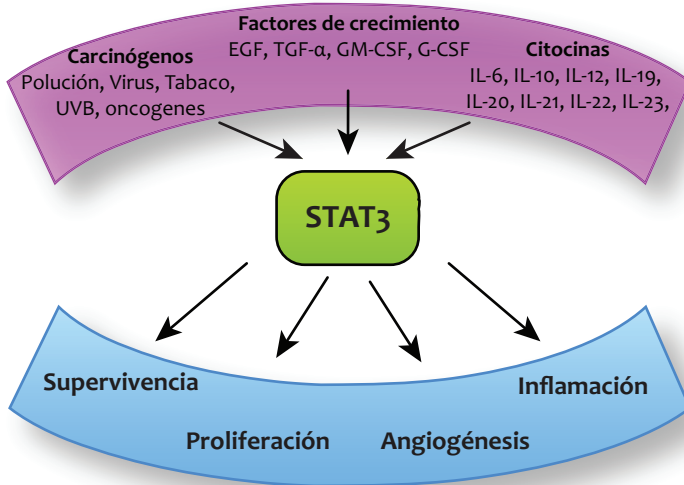 Factores de crecimiento
EGF, TGF-α, GM-CSF, G-CSF
Carcinógenos
Polución, Virus, Tabaco,
UVB, oncogenes
Citocinas
IL-6, IL-10, IL-12, IL-19,
IL-20, IL-21, IL-22, IL-23,
STAT3
Supervivencia
Inflamación
Proliferación
Angiogénesis